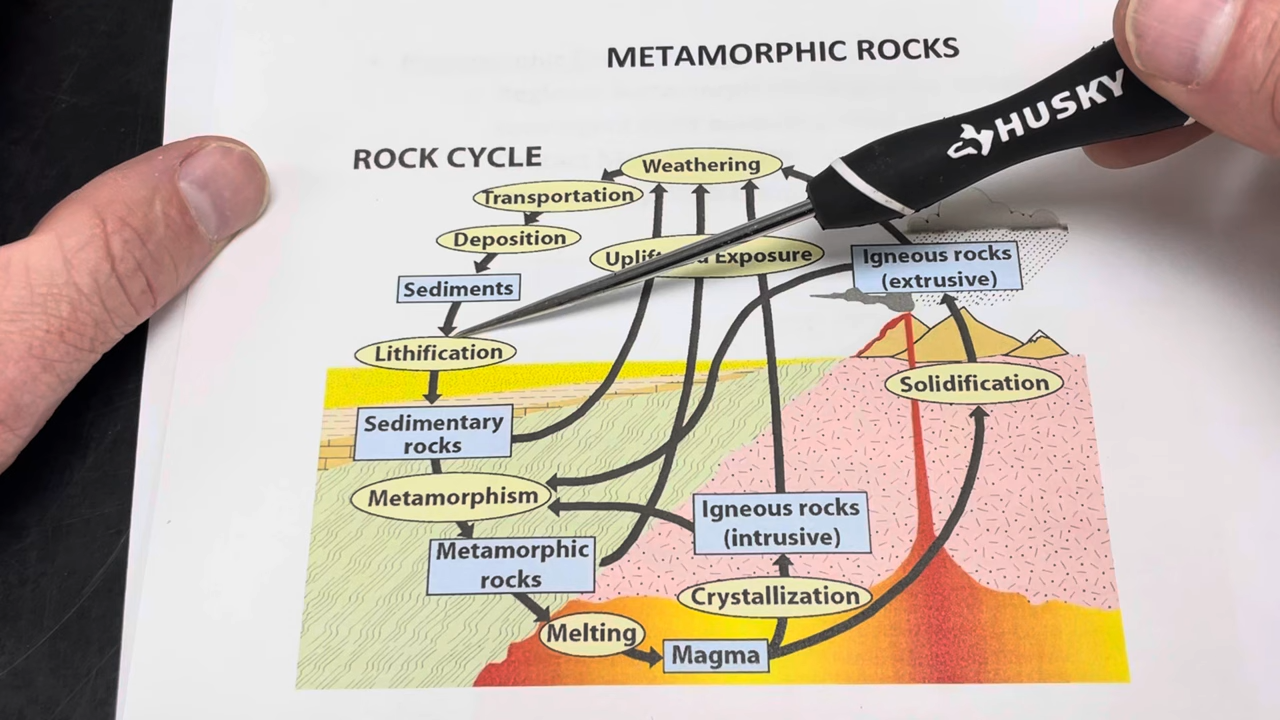 METAMORPHIC ROCKS
HUSKY
ROCK CYCLE
Weathering
Transportation
Deposition
Exposure
Igneous rocks
(extrusive)
Sediments
Lithification
Solidification
Sedimentary
rocks
Metamorphism
Igneous rocks
(intrusive)
Metamorphic
rocks
Crystallization
Melting
Magma